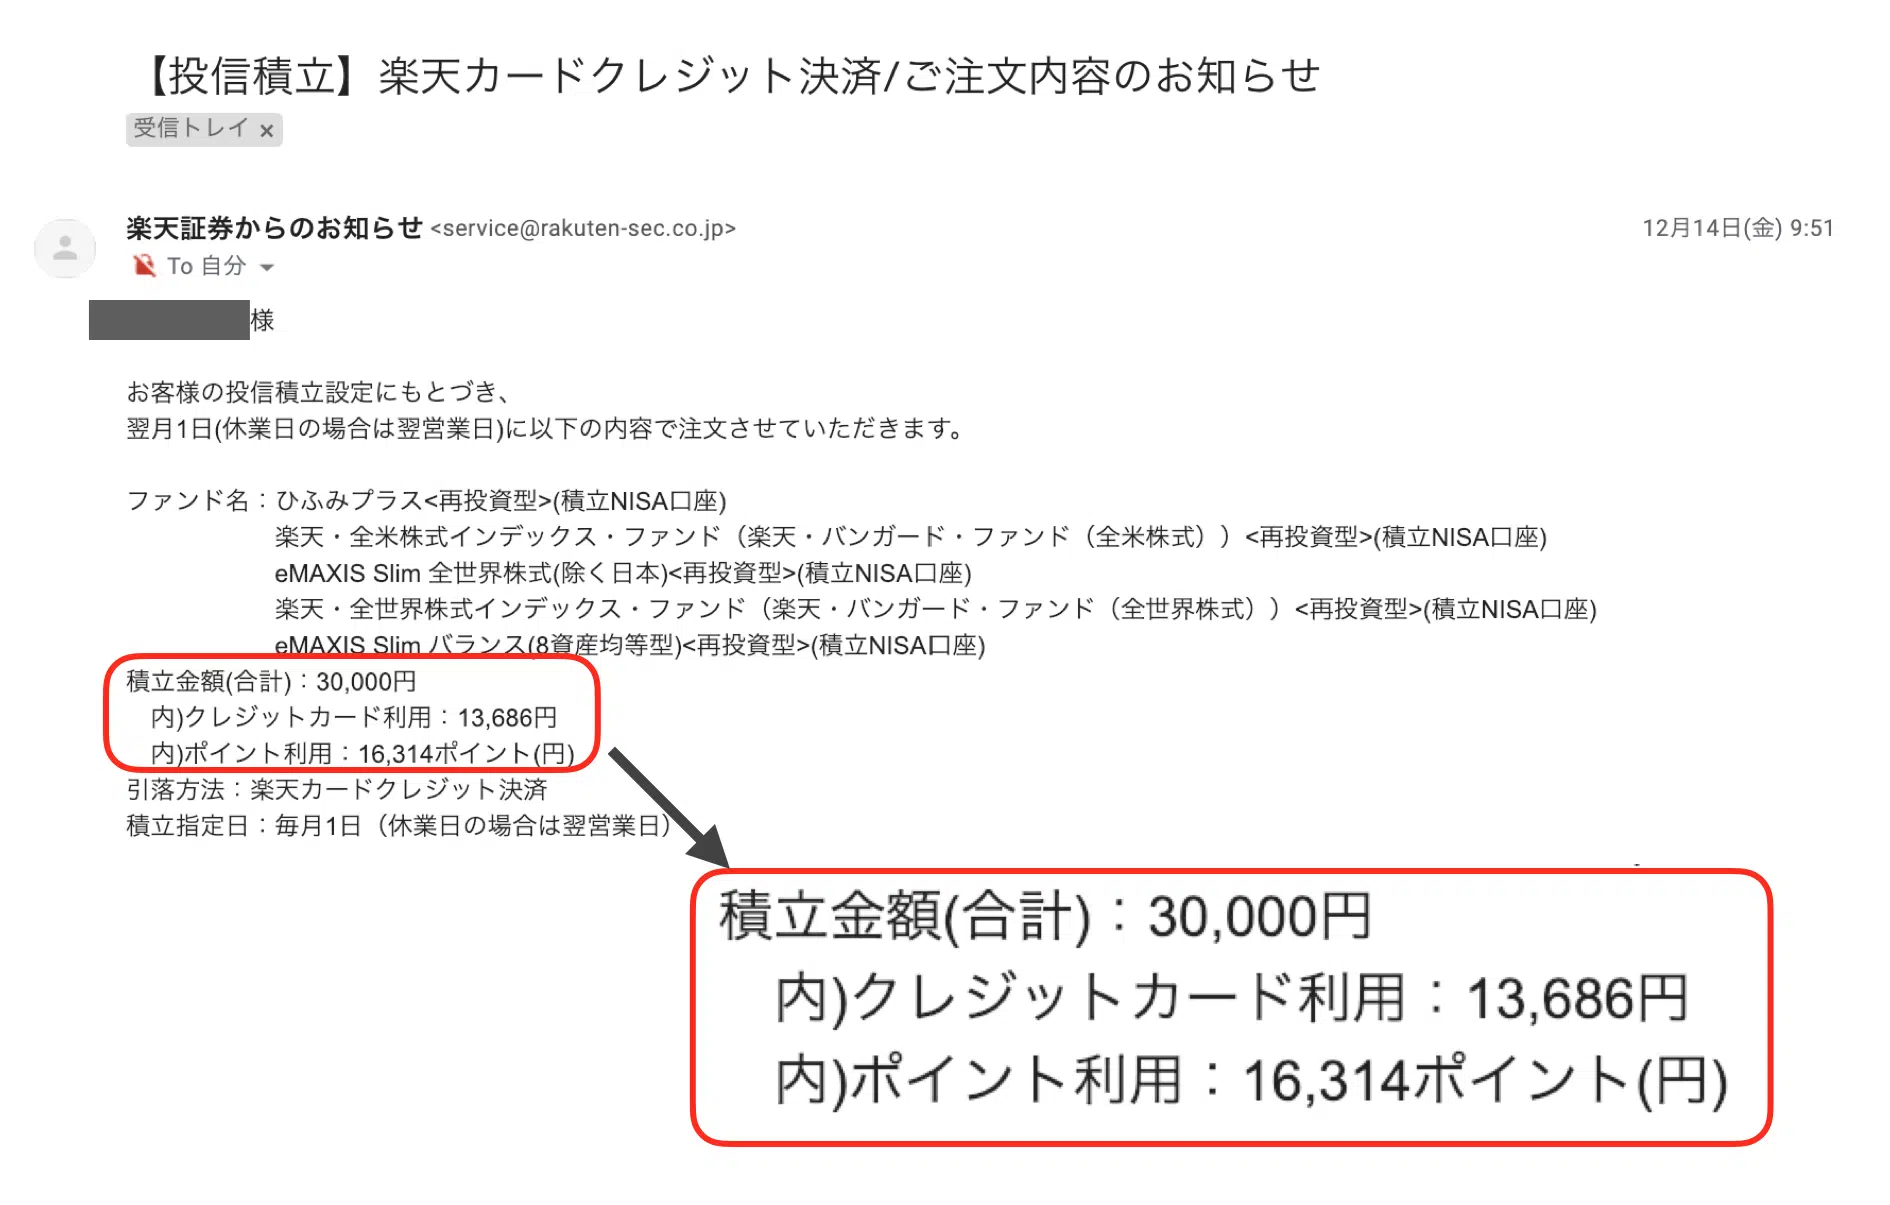 【投信積立】楽天カードクレジット決済/ご注文内容のお知らせ
受信トレイ ×
楽天証券からのお知らせ <service@rakuten-sec.co.jp>
12月14日(金) 9:51
To 自分
様
お客様の投信積立設定にもとづき、
翌月1日(休業日の場合は翌営業日)に以下の内容で注文させていただきます。
ファンド名：ひふみプラス<再投資型>(積立NISA口座)
楽天・全米株式インデックス・ファンド（楽天・バンガード・ファンド（全米株式））<再投資型>(積立NISA口座)
eMAXIS Slim 全世界株式(除く日本)<再投資型>(積立NISA口座)
楽天・全世界株式インデックス・ファンド（楽天・バンガード・ファンド（全世界株式））<再投資型>(積立NISA口座)
eMAXIS Slim バランス(8資産均等型)<再投資型>(積立NISA口座)
積立金額(合計)：30,000円
内)クレジットカード利用：13,686円
内)ポイント利用：16,314ポイント(円)
引落方法：楽天カードクレジット決済
積立指定日：毎月1日（休業日の場合は翌営業日）
積立金額(合計)：30,000円
内)クレジットカード利用：13,686円
内)ポイント利用：16,314ポイント(円)